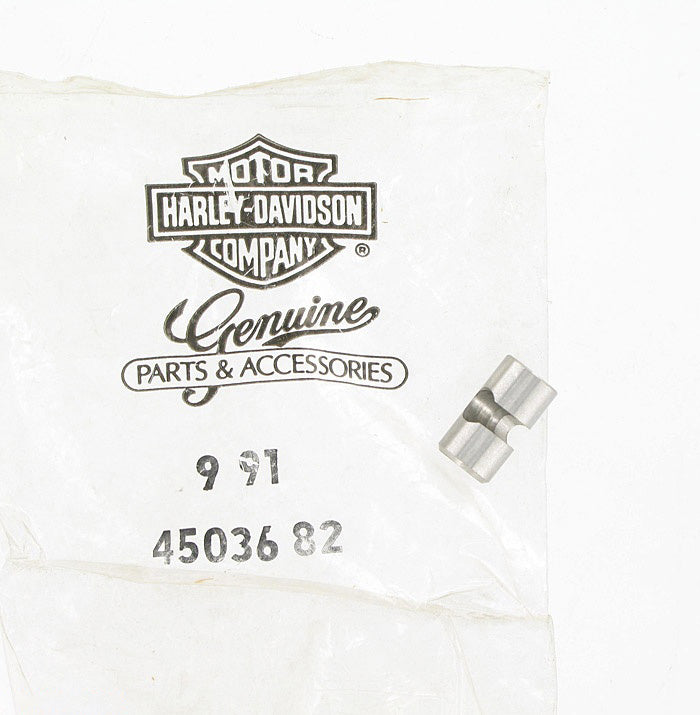 MOTOR
HARLEY-DAVIDSON
COMPANY
®
Genuine
PARTS & ACCESSORIES
9 91
45036 82